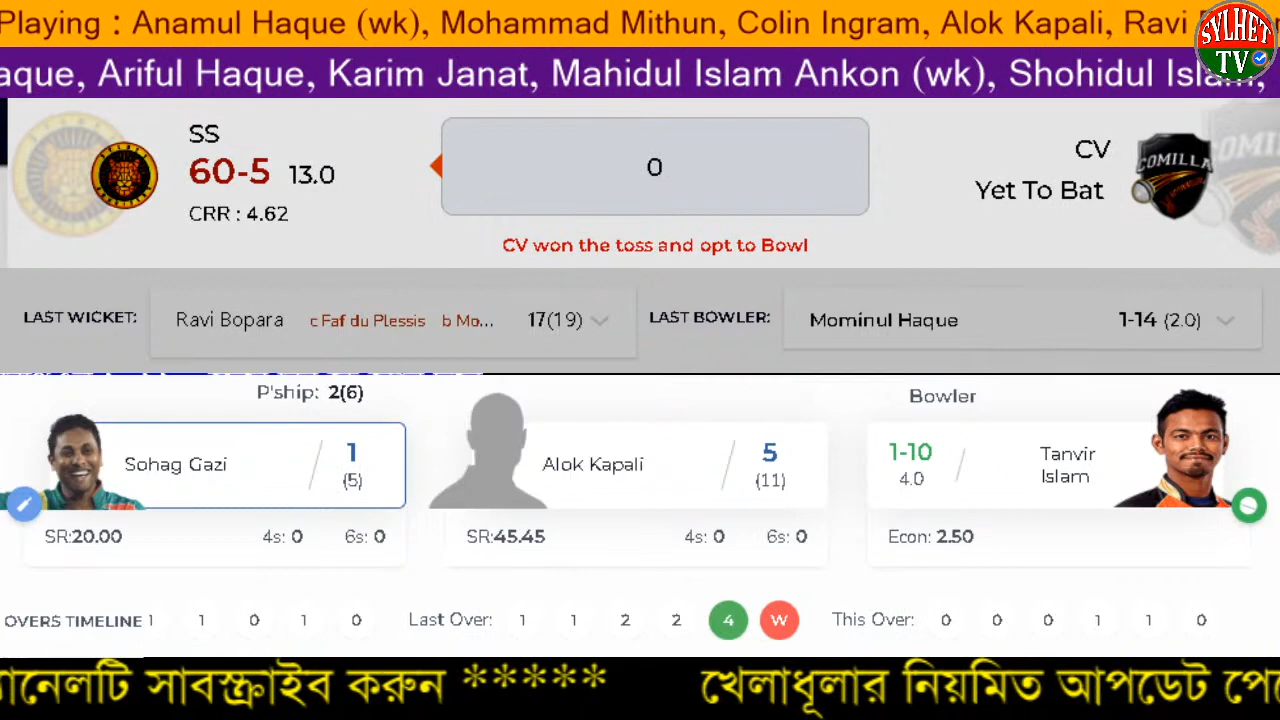 Playing : Anamul Haque (wk), Mohammad Mithun, Colin Ingram, Alok Kapali, Ravi
SYLHET TV
aque, Ariful Haque, Karim Janat, Mahidul Islam Ankon (wk), Shohidul Islam,
SS
60-5 13.0
CRR : 4.62
0
CV won the toss and opt to Bowl
CV
Yet To Bat
COMILLA
LAST WICKET: Ravi Bopara c Faf du Plessis b Mo... 17(19)
LAST BOWLER: Mominul Haque 1-14 (2.0)
P'ship: 2(6)
Bowler
Sohag Gazi 1 (5)
SR:20.00 4s: 0 6s: 0
Alok Kapali 5 (11)
SR:45.45 4s: 0 6s: 0
1-10 4.0 Tanvir Islam
Econ: 2.50
OVERS TIMELINE 1 1 0 1 0 Last Over: 1 1 2 2 4 W This Over: 0 0 0 1 1 0
্যানেলটি সাবস্ক্রাইব করুন ***** খেলাধূলার নিয়মিত আপডেট পে